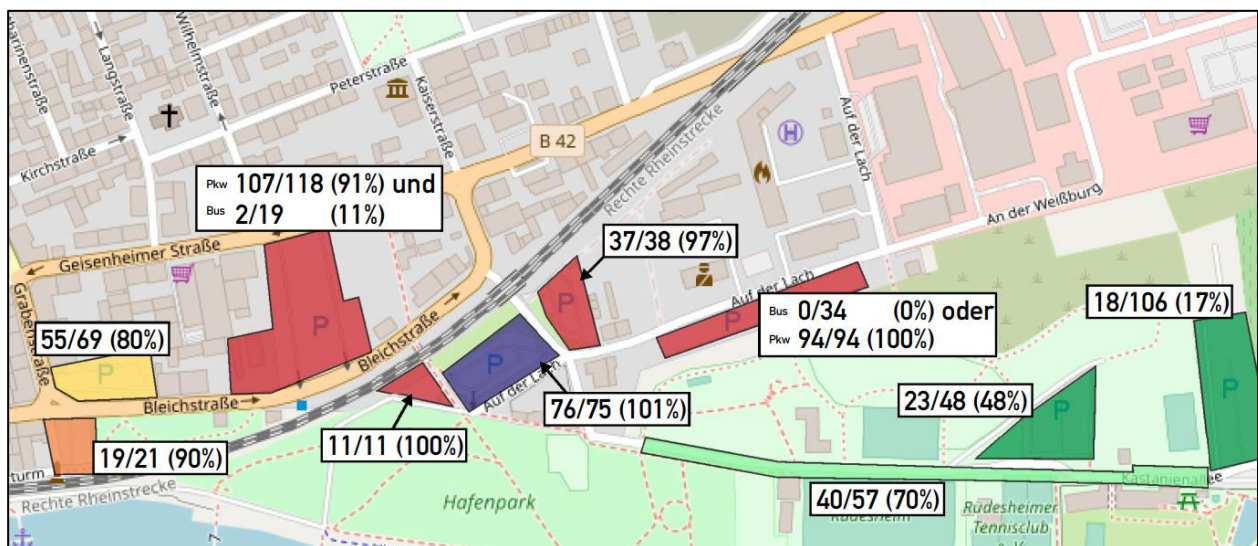 Langstraße
Wilhelmstraße
Peterstraße
Kaiserstraße
Kirchstraße
B 42
Rechte Rheinstrecke
H
Auf der Lach
An der Weißburg
Pkw 107/118 (91%) und
Bus 2/19 (11%)
Geisenheimer Straße
37/38 (97%)
Auf der Lach
Bus 0/34 (0%) oder
Pkw 94/94 (100%)
18/106 (17%)
55/69 (80%)
Grabenstraße
P
P
P
P
P
P
P
Bleichstraße
Bleichstraße
Auf der Lach
76/75 (101%)
23/48 (48%)
11/11 (100%)
19/21 (90%)
Rechte Rheinstrecke
Hafenpark
40/57 (70%)
Kastanienallee
Rüdesheim
Rüdesheimer
Tennisclub